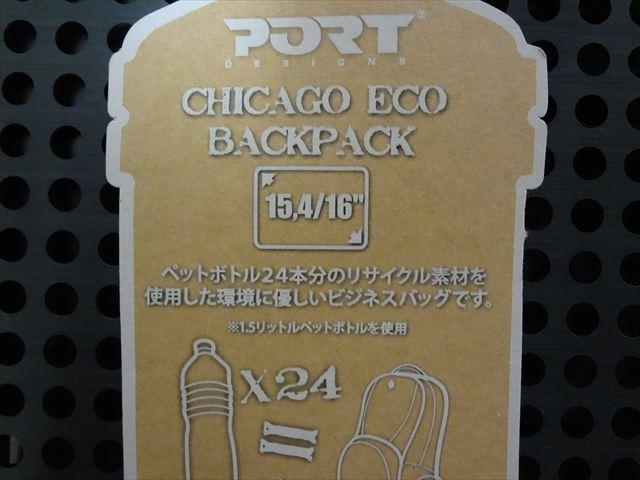 PORT®
DESIGNS
CHICAGO ECO
BACKPACK
15,4/16"
ペットボトル24本分のリサイクル素材を
使用した環境に優しいビジネスバッグです。
※1.5リットルペットボトルを使用
X24